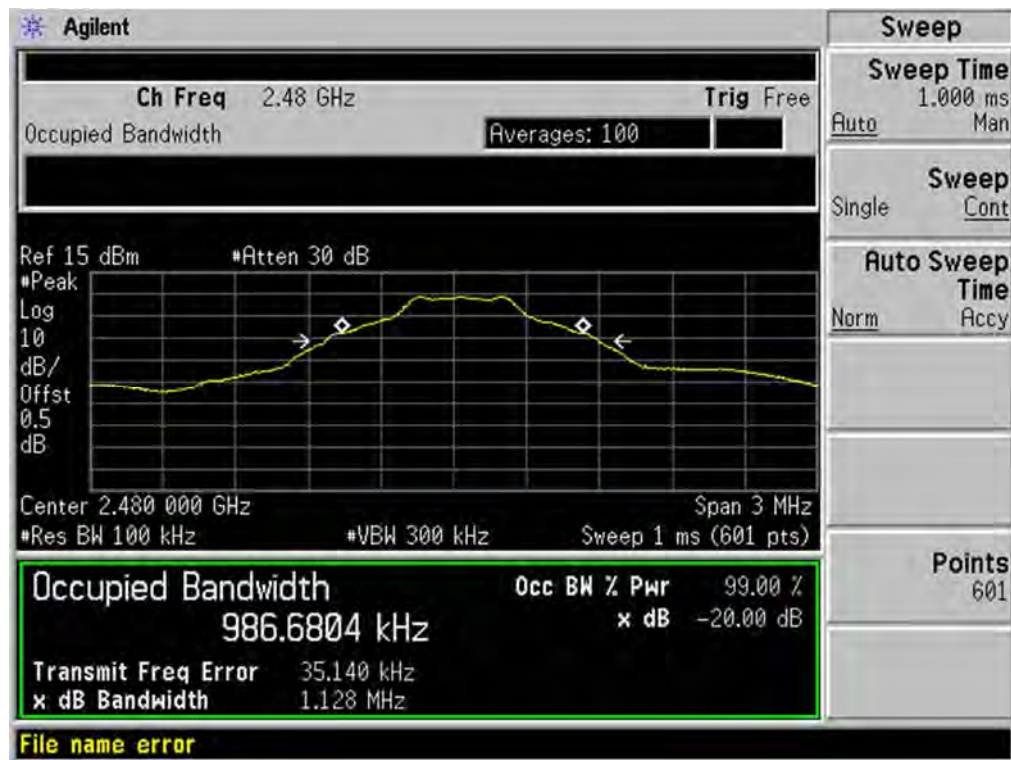 Agilent
Sweep
Ch Freq 2.48 GHz Trig Free
Occupied Bandwidth Averages: 100
Sweep Time
1.000 ms
Auto Man
Sweep
Single Cont
Auto Sweep
Time
Norm Accy
Points
601
Ref 15 dBm #Atten 30 dB
#Peak
Log
10
dB/
Offst
0.5
dB
Center 2.480 000 GHz Span 3 MHz
#Res BW 100 kHz #VBW 300 kHz Sweep 1 ms (601 pts)
Occupied Bandwidth Occ BW % Pwr 99.00 %
986.6804 kHz x dB -20.00 dB
Transmit Freq Error 35.140 kHz
x dB Bandwidth 1.128 MHz
File name error